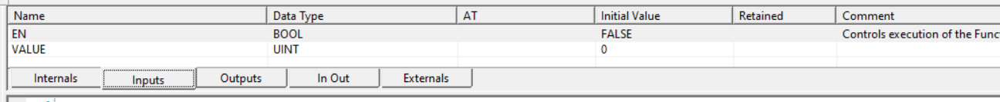 Name Data Type AT Initial Value Retained Comment
EN BOOL FALSE Controls execution of the Func
VALUE UINT 0
Internals Inputs Outputs In Out Externals